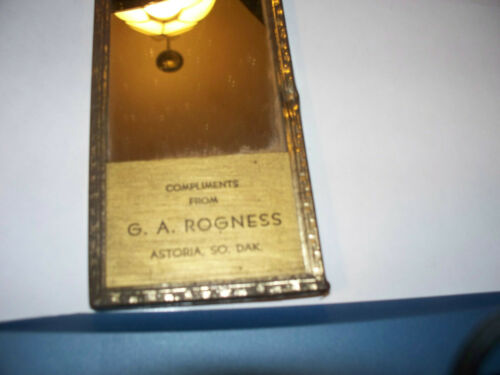 COMPLIMENTS
FROM
G. A. ROGNESS
ASTORIA, SO. DAK.